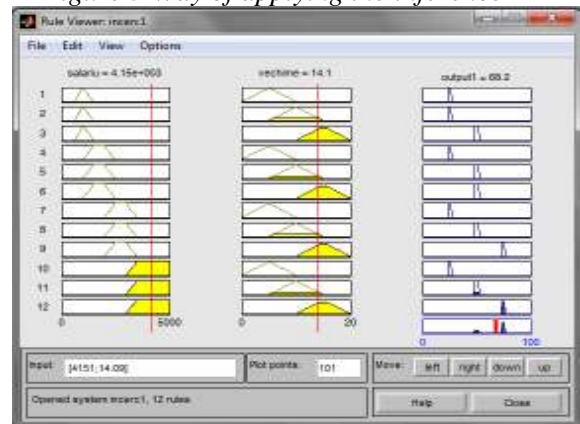 Rule Viewer: incerc1
File Edit View Options
salariu = 4.15e+003
vechime = 14.1
output1 = 68.2
1
2
3
4
5
6
7
8
9
10
11
12
0 5000
0 20
0 100
Input: [4151;14.09]
Plot points: 101
Move: left right down up
Opened system incerc1, 12 rules
Help Close